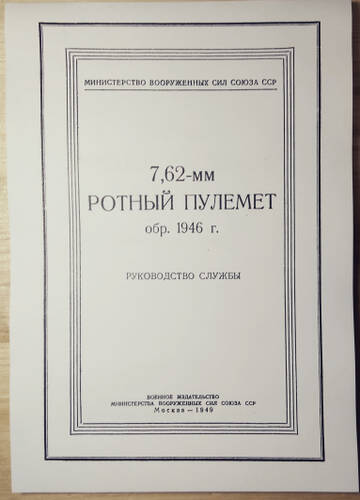 МИНИСТЕРСТВО ВООРУЖЕННЫХ СИЛ СОЮЗА ССР
7,62-мм
РОТНЫЙ ПУЛЕМЕТ
обр. 1946 г.
РУКОВОДСТВО СЛУЖБЫ
ВОЕННОЕ ИЗДАТЕЛЬСТВО
МИНИСТЕРСТВА ВООРУЖЕННЫХ СИЛ СОЮЗА ССР
Москва — 1949